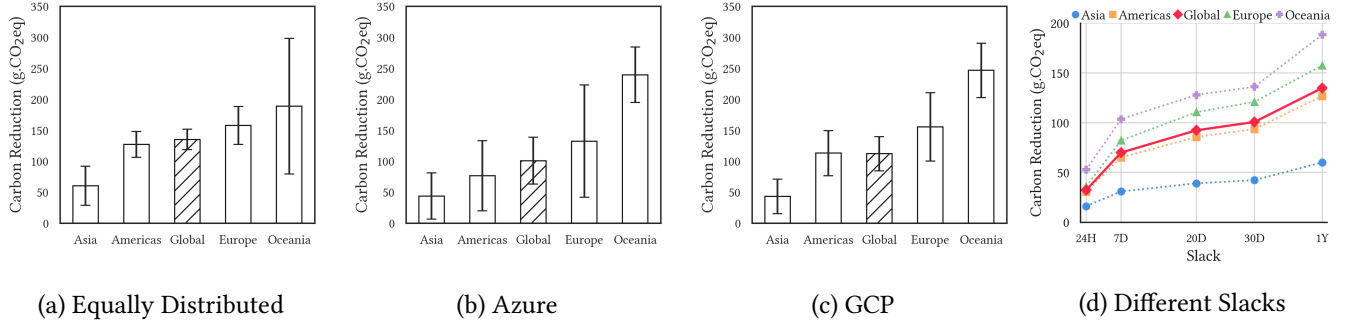 Carbon Reduction (g.CO₂eq)
350
300
250
200
150
100
50
0
Asia Americas Global Europe Oceania
(a) Equally Distributed
Carbon Reduction (g.CO₂eq)
350
300
250
200
150
100
50
0
Asia Americas Global Europe Oceania
(b) Azure
Carbon Reduction (g.CO₂eq)
350
300
250
200
150
100
50
0
Asia Americas Global Europe Oceania
(c) GCP
Asia Americas Global Europe Oceania
Carbon Reduction (g.CO₂eq)
200
150
100
50
0
24H 7D 20D 30D 1Y
Slack
(d) Different Slacks